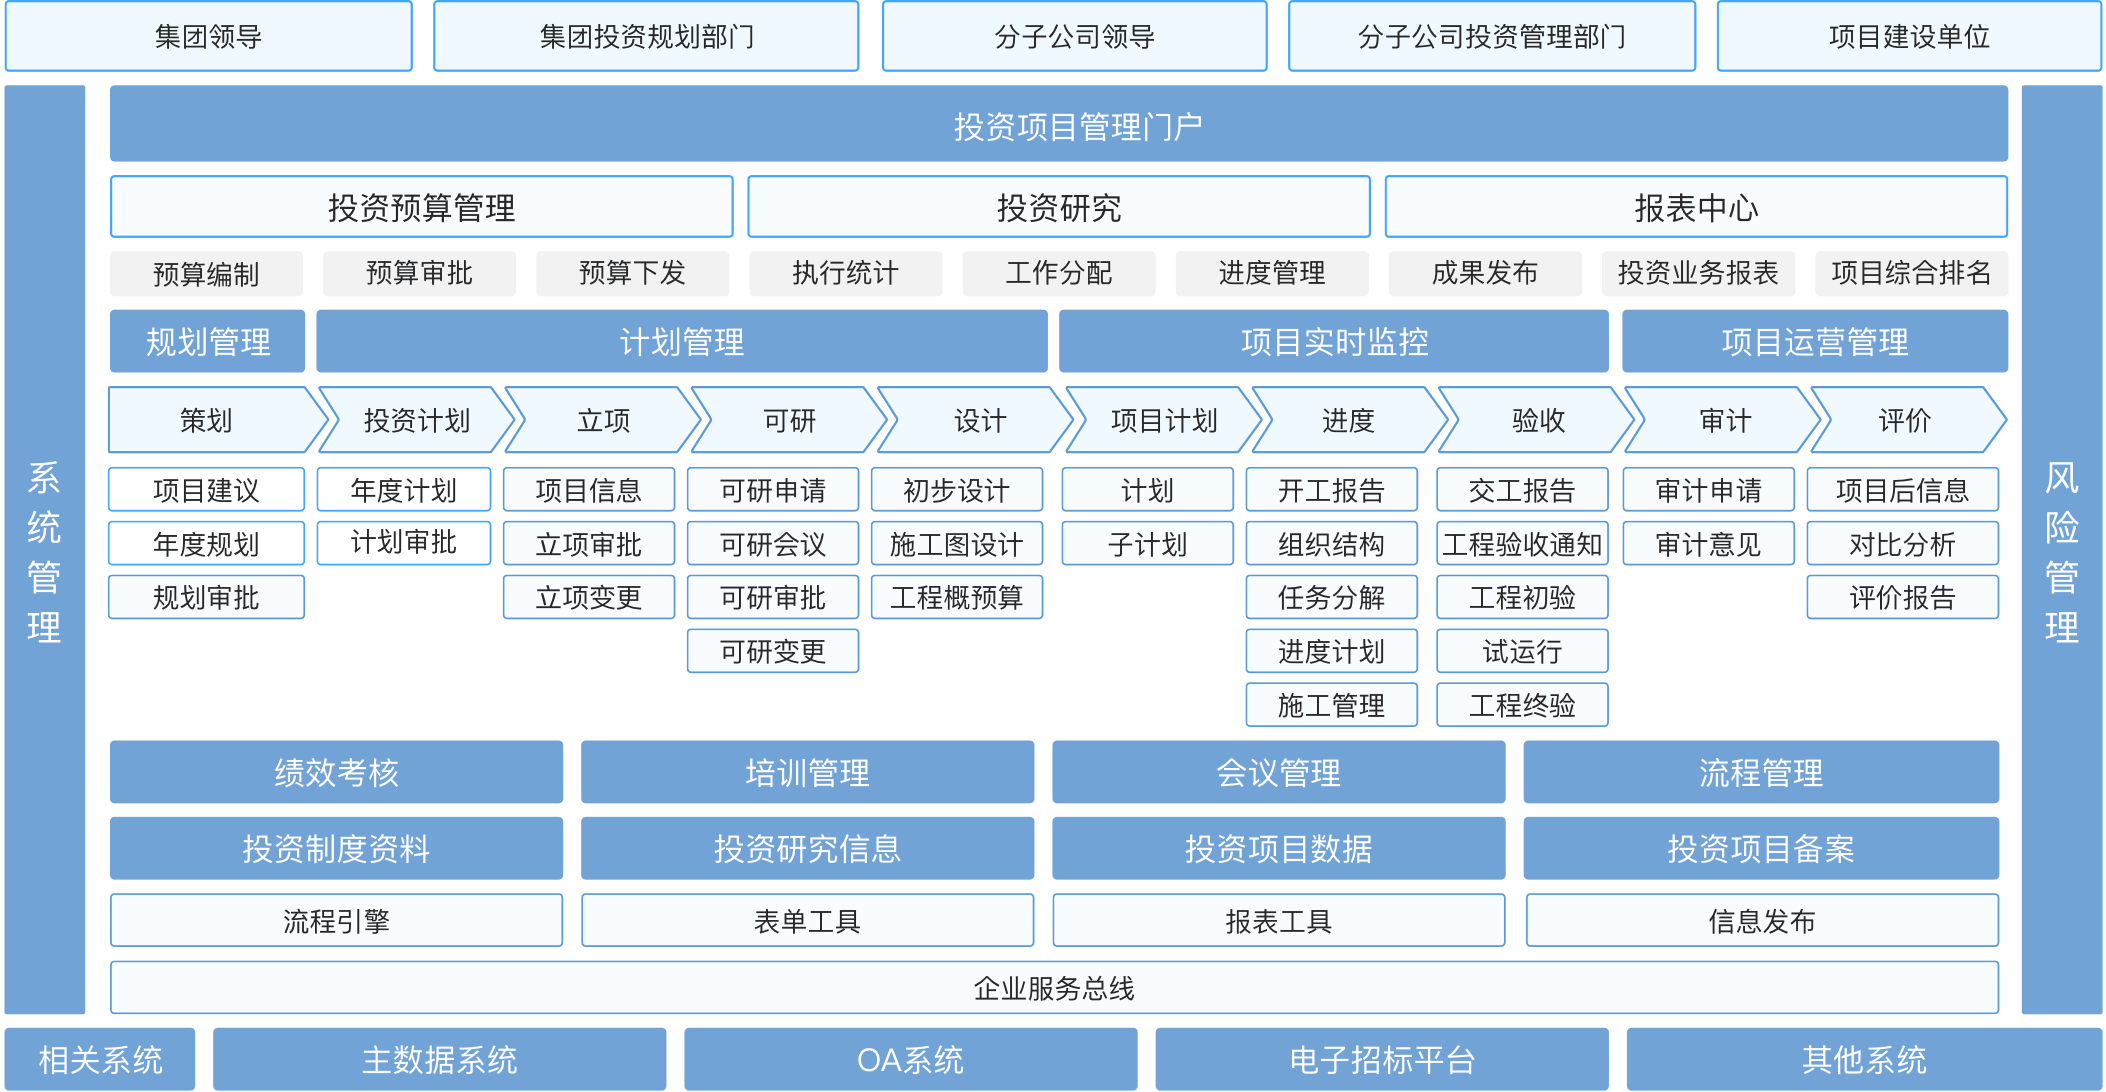 集团领导
集团投资规划部门
分子公司领导
分子公司投资管理部门
项目建设单位
系统管理
投资项目管理门户
风险管理
投资预算管理
投资研究
报表中心
预算编制
预算审批
预算下发
执行统计
工作分配
进度管理
成果发布
投资业务报表
项目综合排名
规划管理
计划管理
项目实时监控
项目运营管理
策划
投资计划
立项
可研
设计
项目计划
进度
验收
审计
评价
项目建议
年度计划
项目信息
可研申请
初步设计
计划
开工报告
交工报告
审计申请
项目后信息
年度规划
计划审批
立项审批
可研会议
施工图设计
子计划
组织结构
工程验收通知
审计意见
对比分析
规划审批
立项变更
可研审批
工程概预算
任务分解
工程初验
评价报告
可研变更
进度计划
试运行
施工管理
工程终验
绩效考核
培训管理
会议管理
流程管理
投资制度资料
投资研究信息
投资项目数据
投资项目备案
流程引擎
表单工具
报表工具
信息发布
企业服务总线
相关系统
主数据系统
OA系统
电子招标平台
其他系统